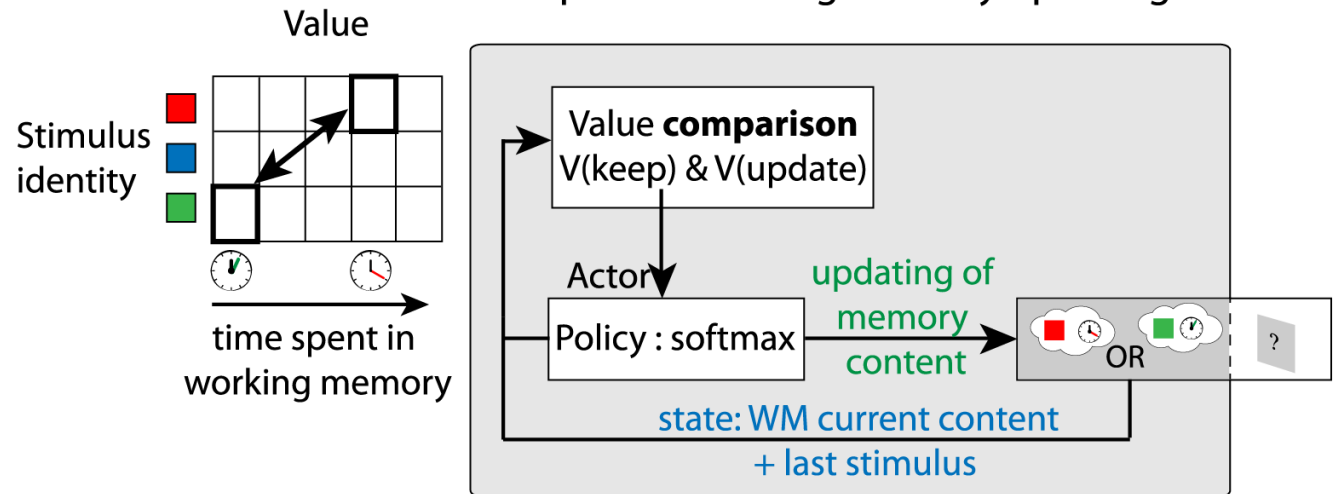 Value
Stimulus
identity
time spent in
working memory
Value comparison
V(keep) & V(update)
Actor
Policy : softmax
updating of
memory
content
OR
?
state: WM current content
+ last stimulus